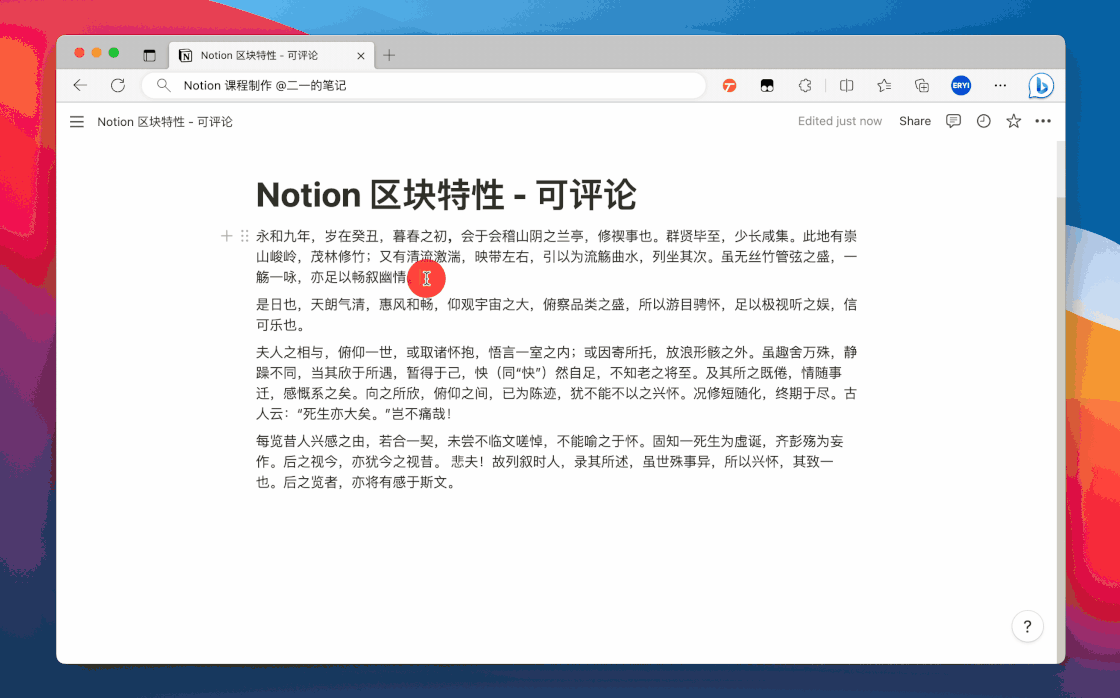 Notion 区块特性 - 可评论
Notion 课程制作 @二一的笔记
ERYI
Notion 区块特性 - 可评论
Edited just now
Share
Notion 区块特性 - 可评论
永和九年，岁在癸丑，暮春之初，会于会稽山阴之兰亭，修禊事也。群贤毕至，少长咸集。此地有崇
山峻岭，茂林修竹；又有清流激湍，映带左右，引以为流觞曲水，列坐其次。虽无丝竹管弦之盛，一
觞一咏，亦足以畅叙幽情
是日也，天朗气清，惠风和畅，仰观宇宙之大，俯察品类之盛，所以游目骋怀，足以极视听之娱，信
可乐也。
夫人之相与，俯仰一世，或取诸怀抱，悟言一室之内；或因寄所托，放浪形骸之外。虽趣舍万殊，静
躁不同，当其欣于所遇，暂得于己，怏（同“快”）然自足，不知老之将至。及其所之既倦，情随事
迁，感慨系之矣。向之所欣，俯仰之间，已为陈迹，犹不能不以之兴怀。况修短随化，终期于尽。古
人云：“死生亦大矣。”岂不痛哉！
每览昔人兴感之由，若合一契，未尝不临文嗟悼，不能喻之于怀。固知一死生为虚诞，齐彭殇为妄
作。后之视今，亦犹今之视昔。 悲夫！故列叙时人，录其所述，虽世殊事异，所以兴怀，其致一
也。后之览者，亦将有感于斯文。
?